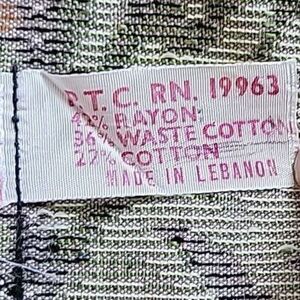 .T.C. RN. 19963
% RAYON
36% WASTE COTTON
27% COTTON
MADE IN LEBANON